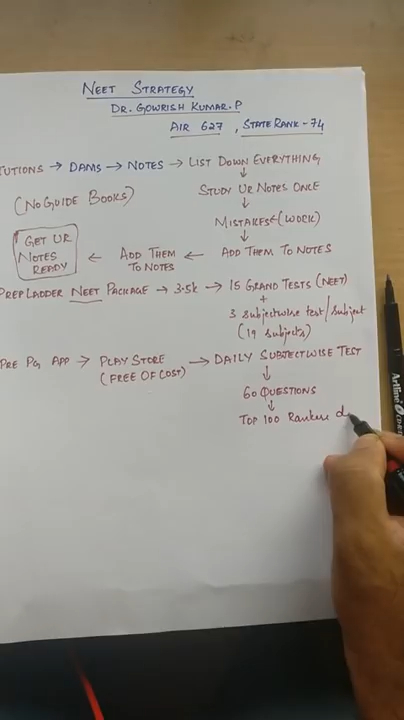 NEET STRATEGY
DR. GOWRISH KUMAR. P
AIR 627, STATE RANK - 74
TUTIONS → DAMS → NOTES → LIST DOWN EVERYTHING
↓
(NO GUIDE BOOKS) STUDY UR NOTES ONCE
↓
MISTAKES ← (WORK)
↓
GET UR NOTES READY ← ADD THEM TO NOTES ← ADD THEM TO NOTES
PREPLADDER NEET PACKAGE → 3.5k → 15 GRAND TESTS (NEET)
+
3 subjectwise test/subject
(19 subjects)
PRE PG APP → PLAY STORE → DAILY SUBJECTWISE TEST
(FREE OF COST) ↓
60 QUESTIONS
↓
TOP 100 Rankers d
Artline